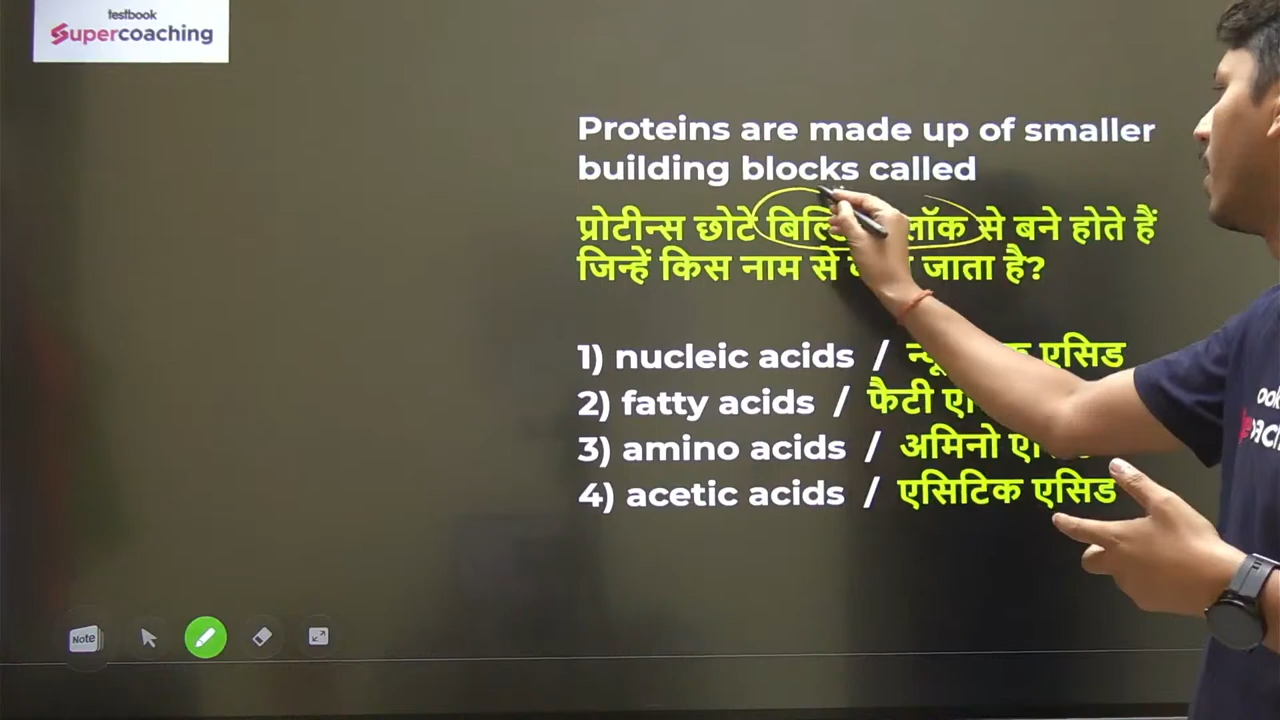 testbook
Supercoaching
Proteins are made up of smaller
building blocks called
प्रोटीन्स छोटे से बने होते हैं
जिन्हें किस नाम से जाता है?
1) nucleic acids / एसिड
2) fatty acids / फैटी
3) amino acids / अमिनो
4) acetic acids / एसिटिक एसिड
Note